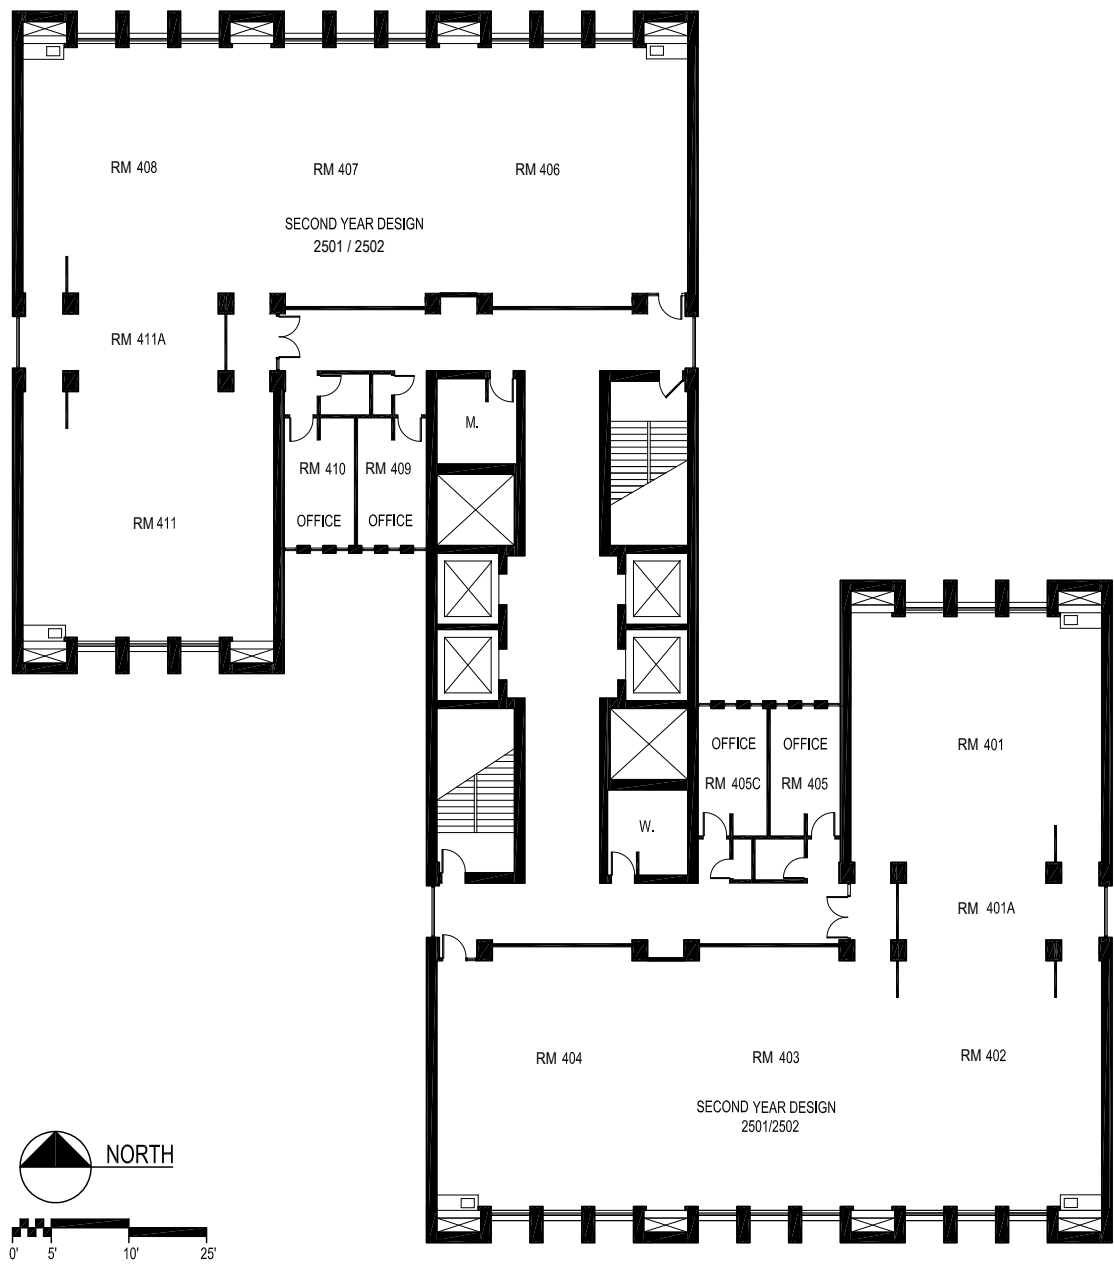 RM 408
RM 407
RM 406
SECOND YEAR DESIGN
2501 / 2502
RM 411A
M.
RM 410
RM 409
RM 411
OFFICE
OFFICE
OFFICE
OFFICE
RM 401
RM 405C
RM 405
W.
RM 401A
RM 404
RM 403
RM 402
SECOND YEAR DESIGN
2501/2502
NORTH
0'
5'
10'
25'